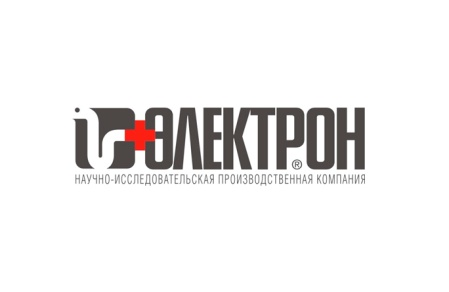 ЭЛЕКТРОН®
НАУЧНО-ИССЛЕДОВАТЕЛЬСКАЯ ПРОИЗВОДСТВЕННАЯ КОМПАНИЯ